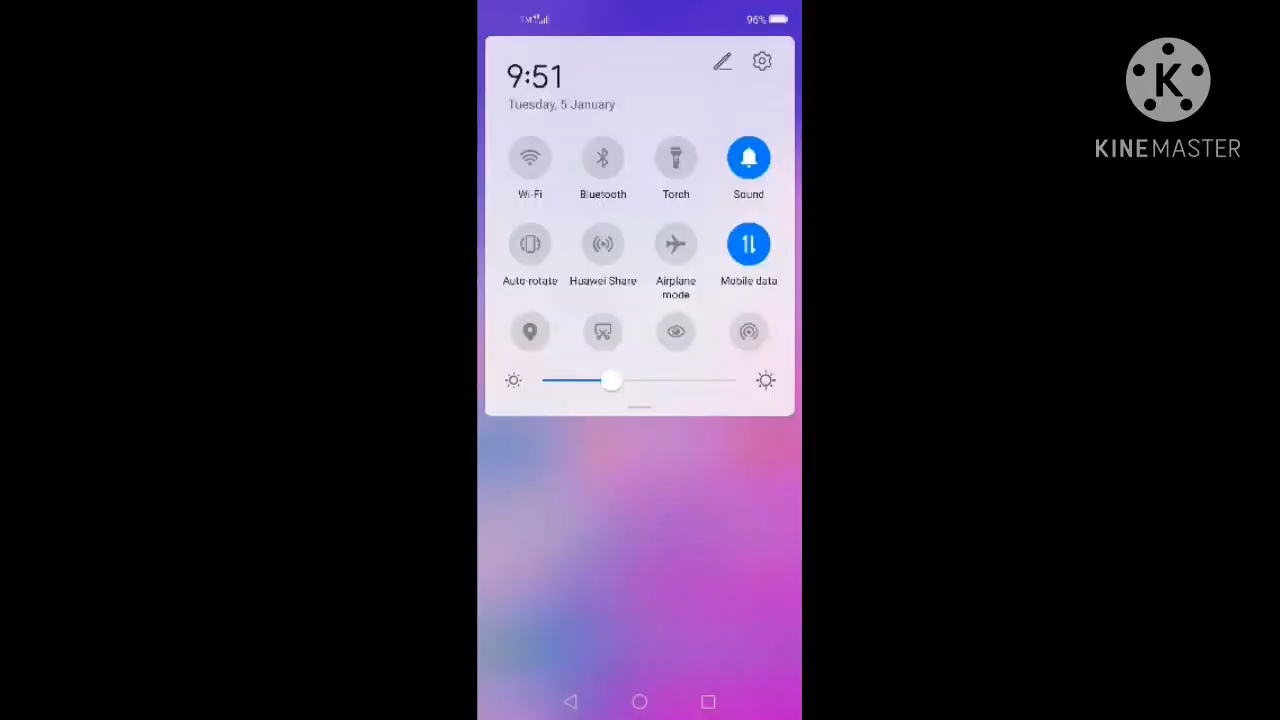 96%
9:51
Tuesday, 5 January
Wi-Fi Bluetooth Torch Sound
Auto-rotate Huawei Share Airplane mode Mobile data
K
KINEMASTER